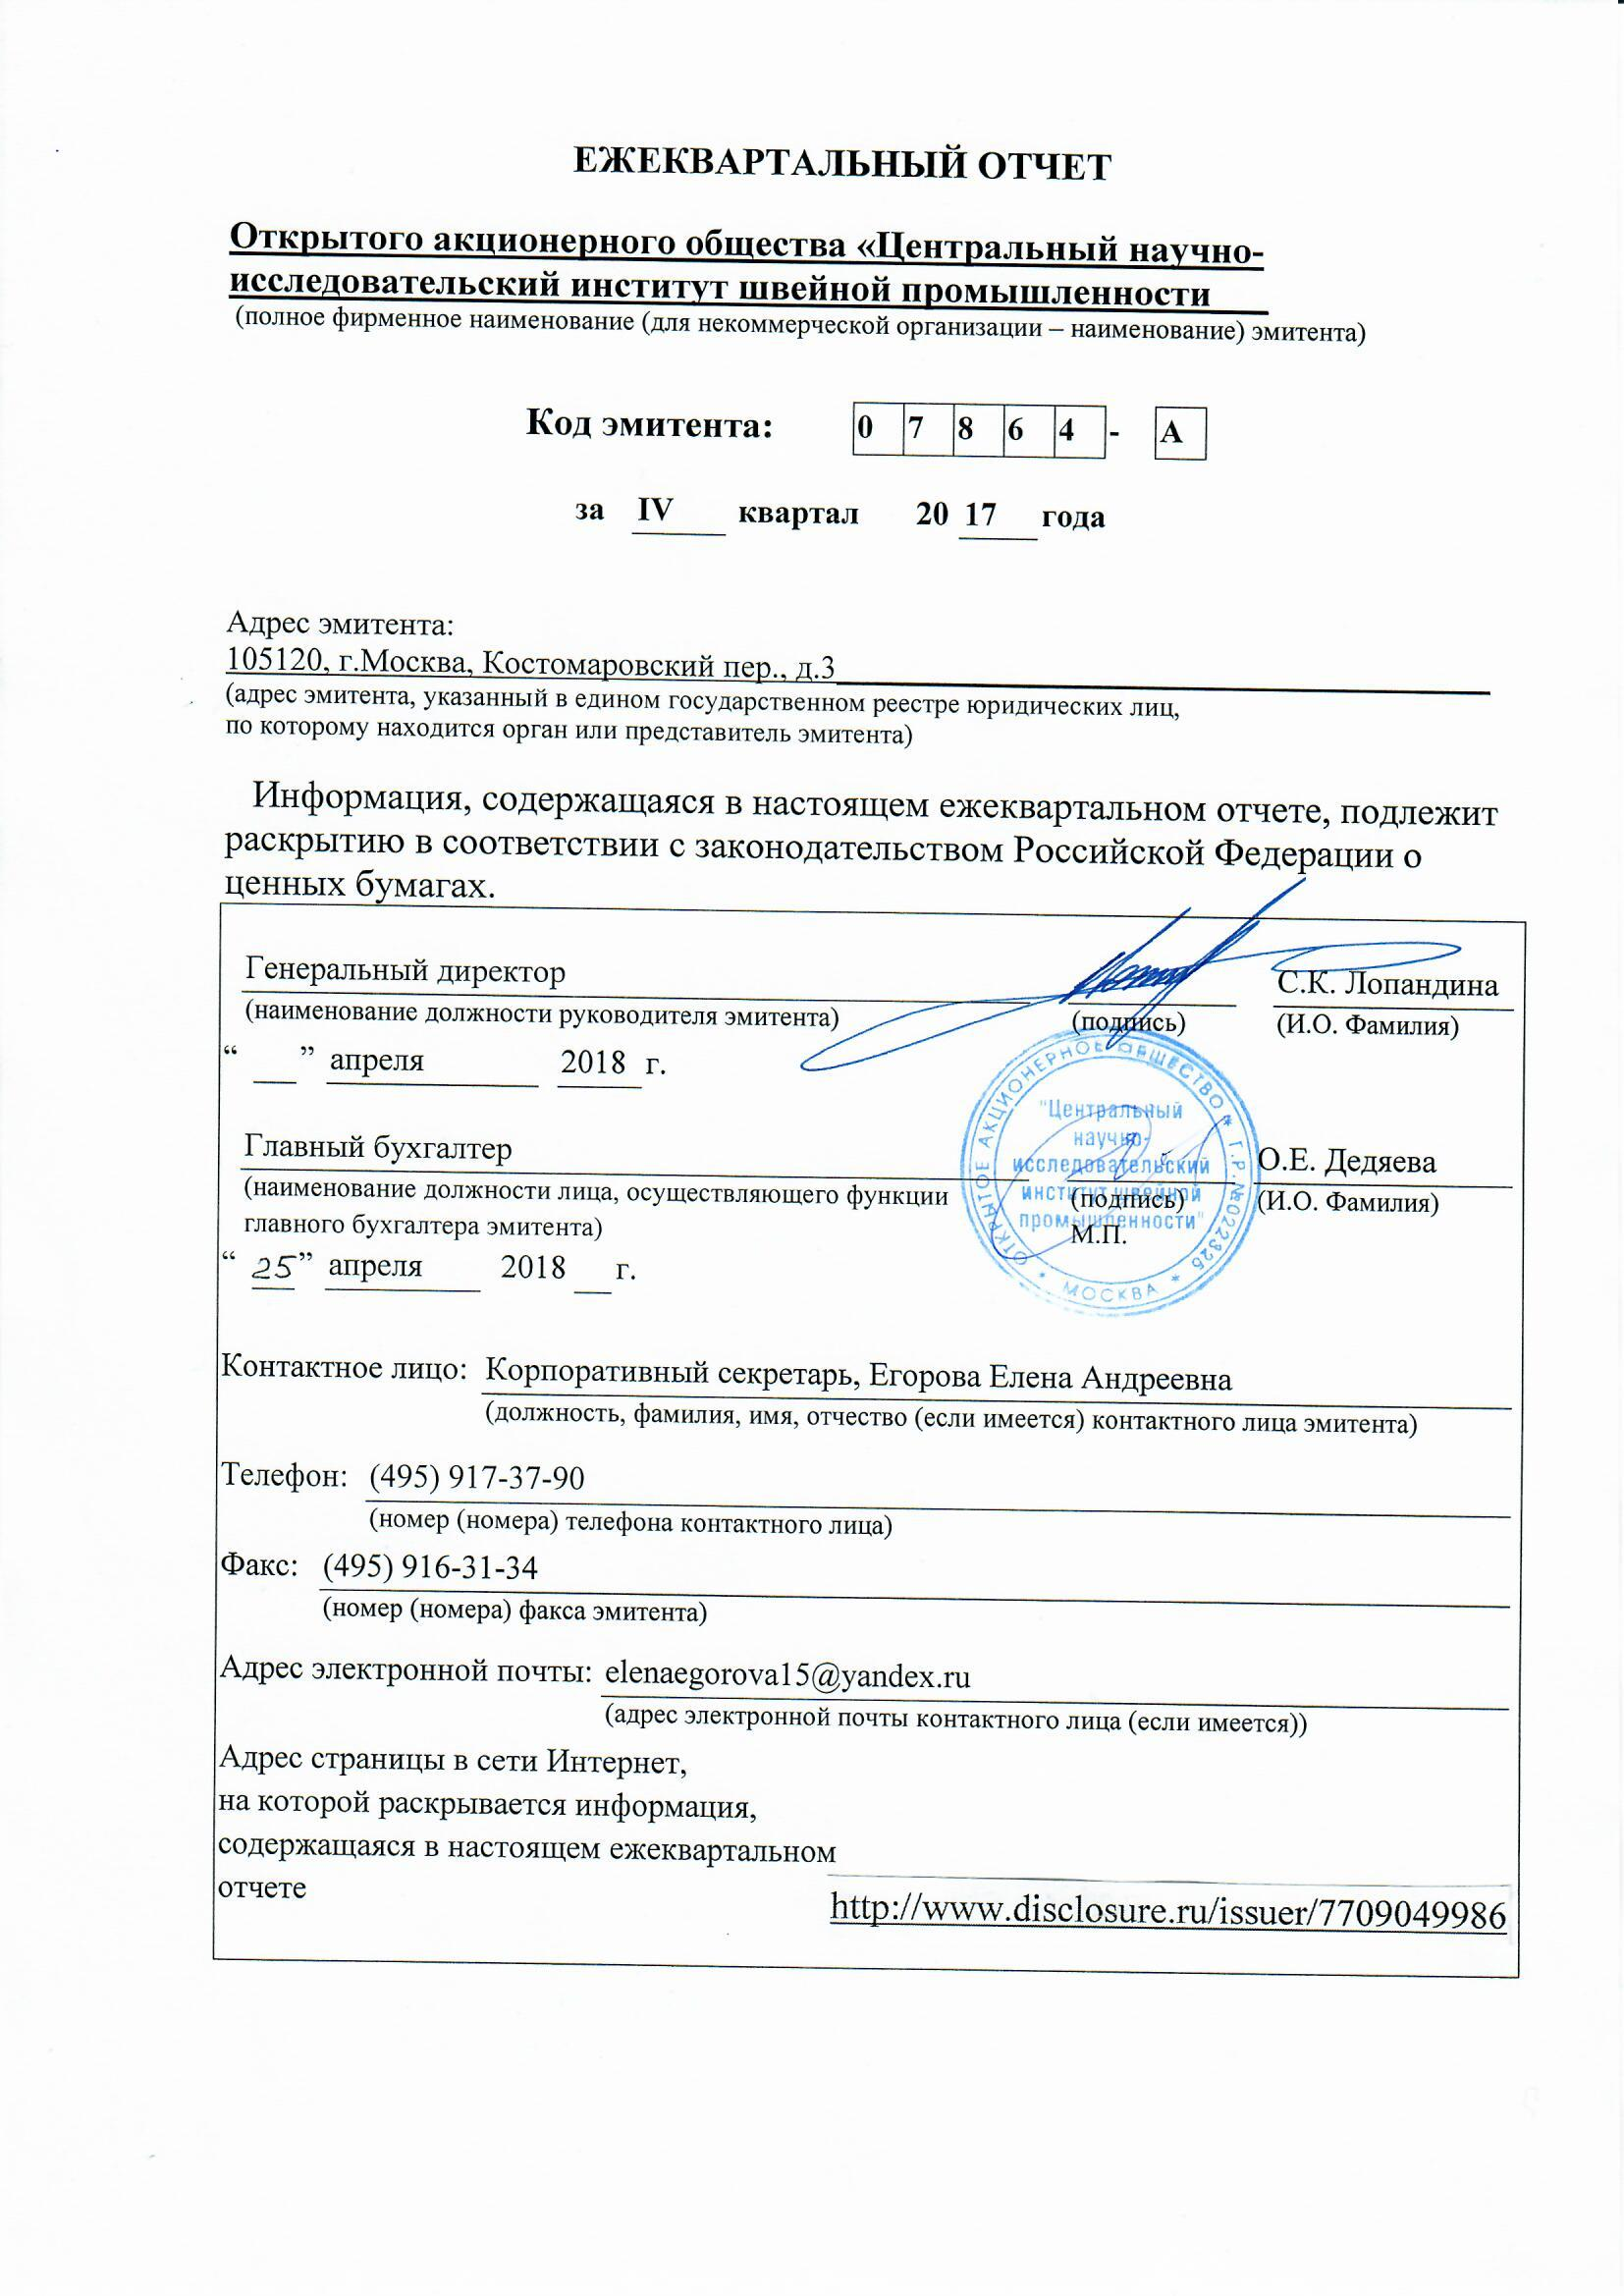 ЕЖЕКВАРТАЛЬНЫЙ ОТЧЕТ
Открытого акционерного общества «Центральный научно-
исследовательский институт швейной промышленности
(полное фирменное наименование (для некоммерческой организации – наименование) эмитента)
Код эмитента: 0 7 8 6 4 - А
за IV квартал 20 17 года
Адрес эмитента:
105120, г.Москва, Костомаровский пер., д.3
(адрес эмитента, указанный в едином государственном реестре юридических лиц,
по которому находится орган или представитель эмитента)
Информация, содержащаяся в настоящем ежеквартальном отчете, подлежит
раскрытию в соответствии с законодательством Российской Федерации о
ценных бумагах.
Генеральный директор С.К. Лопандина
(наименование должности руководителя эмитента) (подпись) (И.О. Фамилия)
“ ” апреля 2018 г.
Главный бухгалтер О.Е. Дедяева
(наименование должности лица, осуществляющего функции (подпись) (И.О. Фамилия)
главного бухгалтера эмитента) М.П.
“ 25 ” апреля 2018 г.
ОТКРЫТОЕ АКЦИОНЕРНОЕ ОБЩЕСТВО * Г.Р. №022326 * МОСКВА *
"Центральный
научно-
исследовательский
институт швейной
промышленности"
Контактное лицо: Корпоративный секретарь, Егорова Елена Андреевна
(должность, фамилия, имя, отчество (если имеется) контактного лица эмитента)
Телефон: (495) 917-37-90
(номер (номера) телефона контактного лица)
Факс: (495) 916-31-34
(номер (номера) факса эмитента)
Адрес электронной почты: elenaegorova15@yandex.ru
(адрес электронной почты контактного лица (если имеется))
Адрес страницы в сети Интернет,
на которой раскрывается информация,
содержащаяся в настоящем ежеквартальном
отчете http://www.disclosure.ru/issuer/7709049986